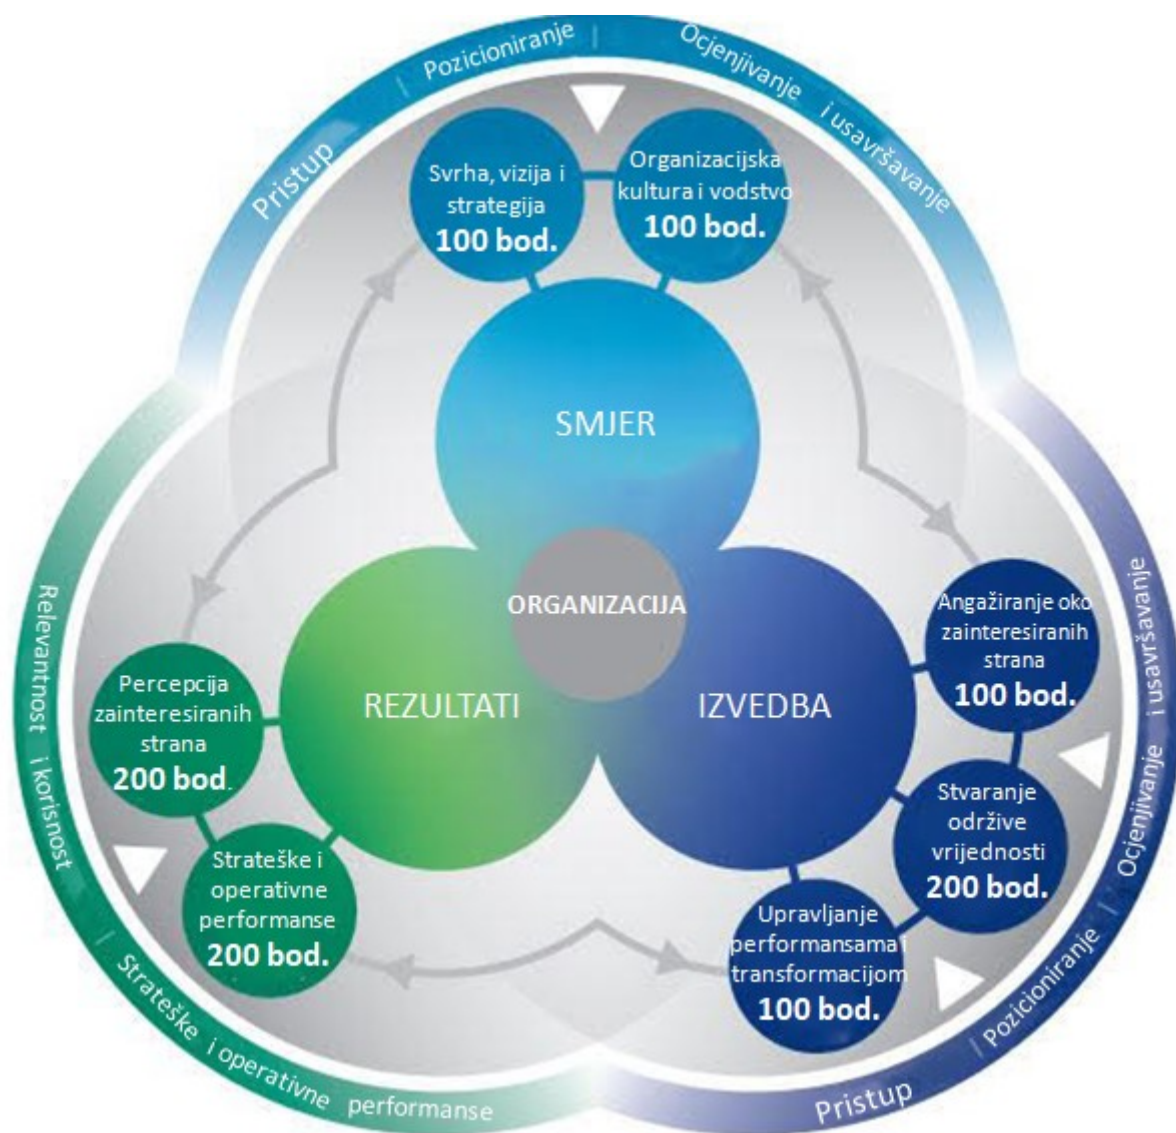 Pristup | Pozicioniranje | Ocjenjivanje i usavršavanje
Svrha, vizija i
strategija
100 bod.
Organizacijska
kultura i vodstvo
100 bod.
SMJER
ORGANIZACIJA
REZULTATI
IZVEDBA
Angažiranje oko
zainteresiranih
strana
100 bod.
Stvaranje
održive
vrijednosti
200 bod.
Upravljanje
performansama i
transformacijom
100 bod.
Percepcija
zainteresiranih
strana
200 bod.
Strateške i
operativne
performanse
200 bod.
Relevantnost i korisnost | Strateške i operativne performanse
Pristup | Pozicioniranje | Ocjenjivanje i usavršavanje